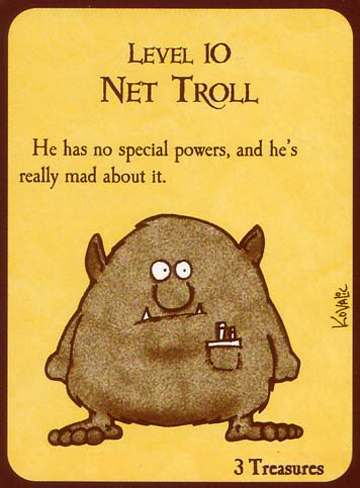 Level 10
Net Troll
He has no special powers, and he's
really mad about it.
Kovalic
3 Treasures